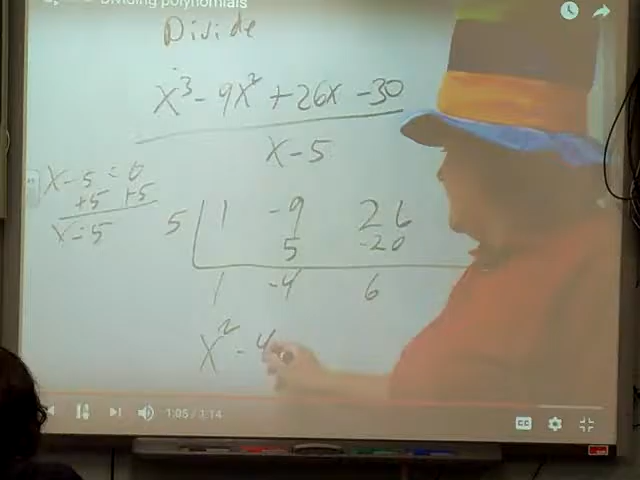 Dividing polynomials
Divide
x³ - 9x² + 26x - 30
x - 5
x - 5 = 0
+5 +5
x = 5
5 1 -9 26
5 -20
1 -4 6
x² - 4
1:05 / 1:14
CC